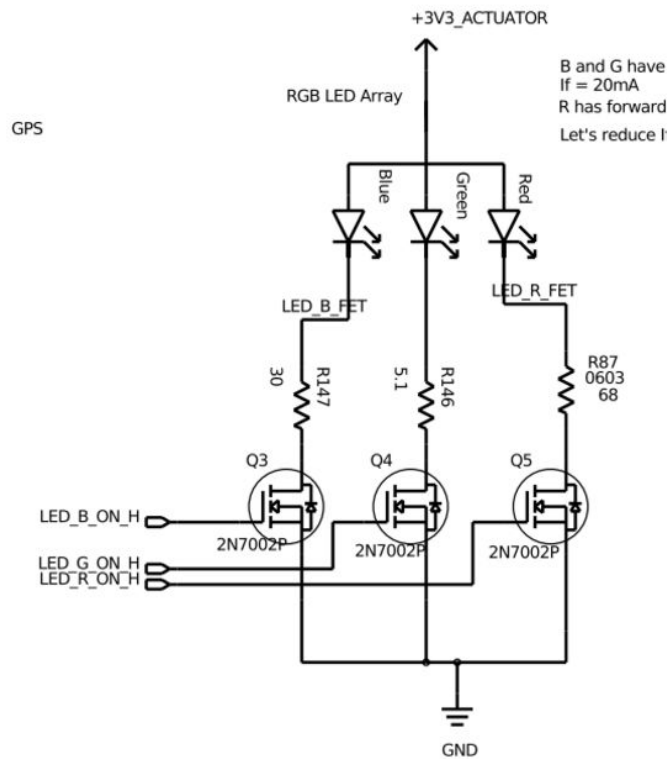 +3V3_ACTUATOR
B and G have
If = 20mA
R has forward
Let's reduce I
RGB LED Array
GPS
Blue
Green
Red
LED_B_FET
LED_R_FET
R147
30
R146
5.1
R87
0603
68
Q3
Q4
Q5
LED_B_ON_H
2N7002P
2N7002P
2N7002P
LED_G_ON_H
LED_R_ON_H
GND